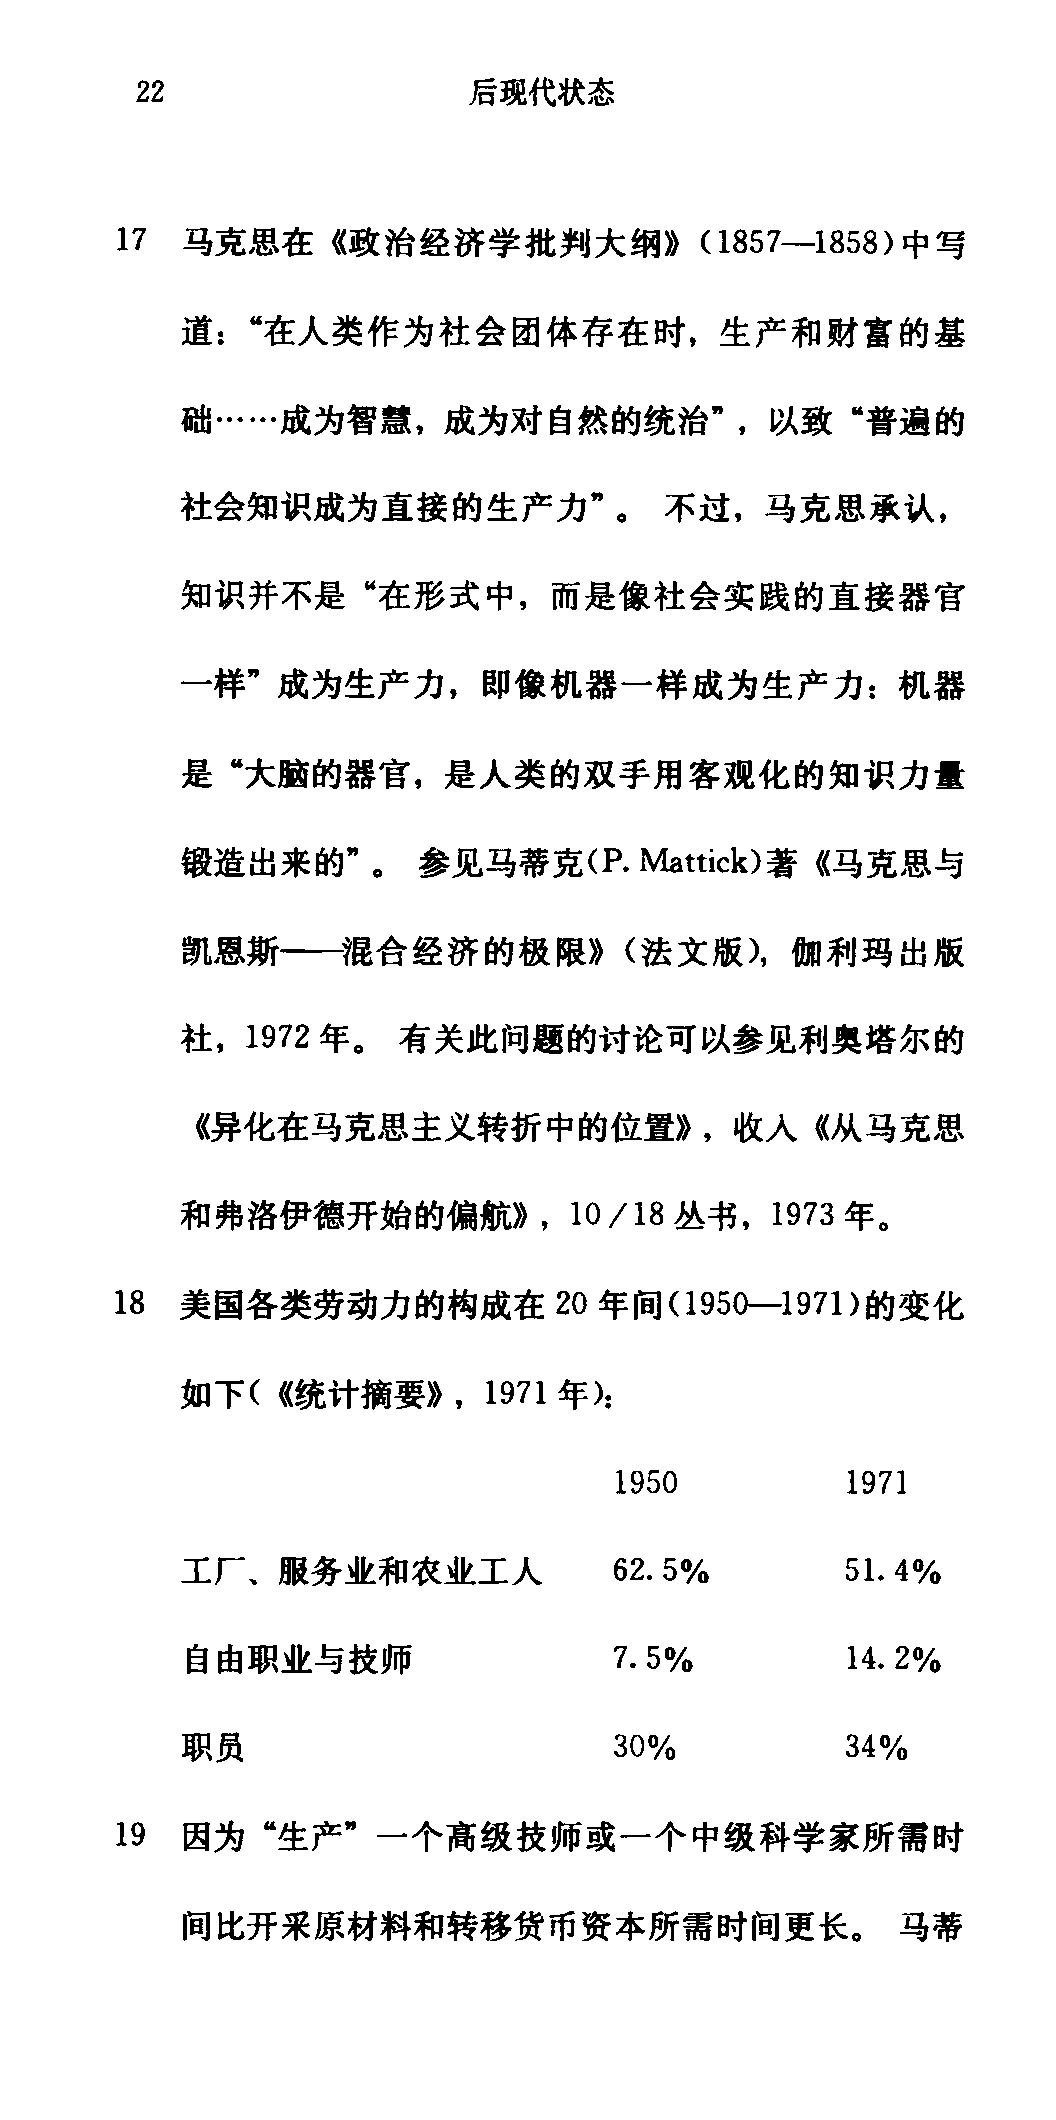 22 后现代状态
17 马克思在《政治经济学批判大纲》(1857—1858)中写
道：“在人类作为社会团体存在时，生产和财富的基
础……成为智慧，成为对自然的统治”，以致“普遍的
社会知识成为直接的生产力”。 不过，马克思承认，
知识并不是“在形式中，而是像社会实践的直接器官
一样”成为生产力，即像机器一样成为生产力：机器
是“大脑的器官，是人类的双手用客观化的知识力量
锻造出来的”。 参见马蒂克(P. Mattick)著《马克思与
凯恩斯——混合经济的极限》(法文版)，伽利玛出版
社，1972 年。 有关此问题的讨论可以参见利奥塔尔的
《异化在马克思主义转折中的位置》，收入《从马克思
和弗洛伊德开始的偏航》，10 / 18 丛书，1973 年。
18 美国各类劳动力的构成在 20 年间(1950—1971)的变化
如下(《统计摘要》，1971 年)：
1950 1971
工厂、服务业和农业工人 62.5% 51.4%
自由职业与技师 7.5% 14.2%
职员 30% 34%
19 因为“生产”一个高级技师或一个中级科学家所需时
间比开采原材料和转移货币资本所需时间更长。 马蒂